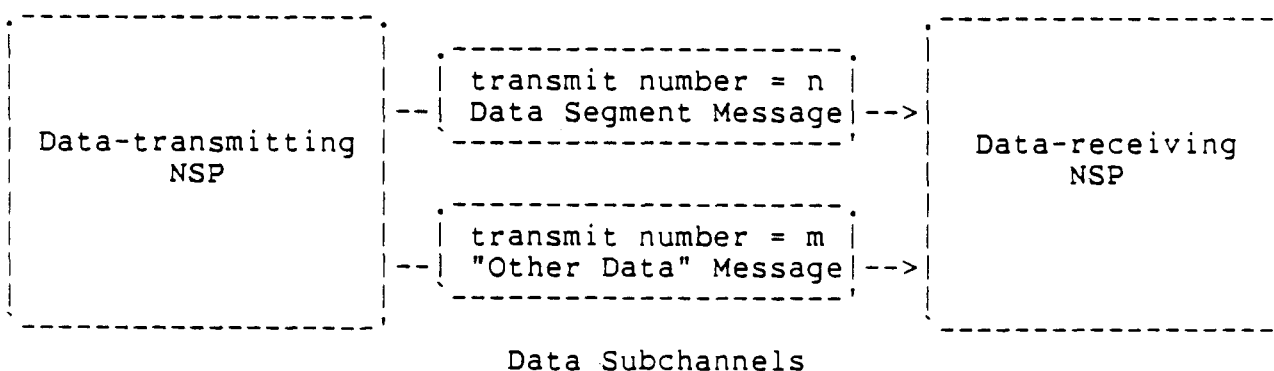 transmit number = n
Data Segment Message
Data-transmitting
NSP
Data-receiving
NSP
transmit number = m
"Other Data" Message
Data Subchannels